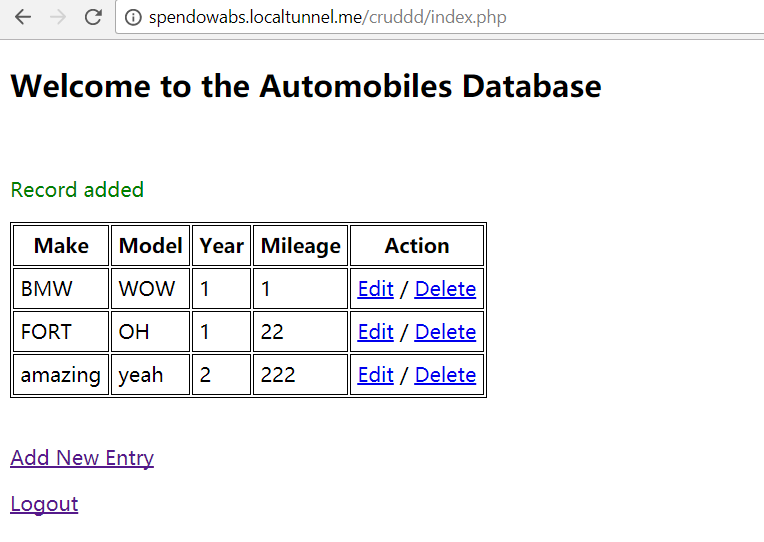 spendowabs.localtunnel.me/cruddd/index.php
Welcome to the Automobiles Database
Record added
Make Model Year Mileage Action
BMW WOW 1 1 Edit / Delete
FORT OH 1 22 Edit / Delete
amazing yeah 2 222 Edit / Delete
Add New Entry
Logout